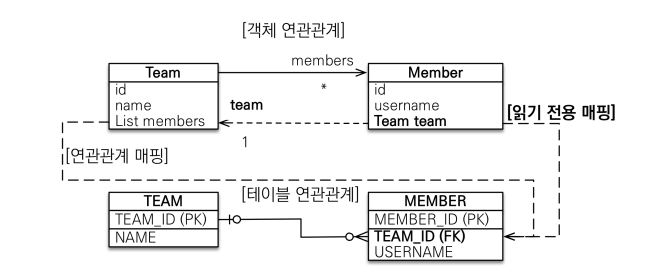 [객체 연관관계]
members
Team
Member
id
name
List members
*
team
1
id
username
Team team
[읽기 전용 매핑]
[연관관계 매핑]
[테이블 연관관계]
TEAM
TEAM_ID (PK)
NAME
MEMBER
MEMBER_ID (PK)
TEAM_ID (FK)
USERNAME